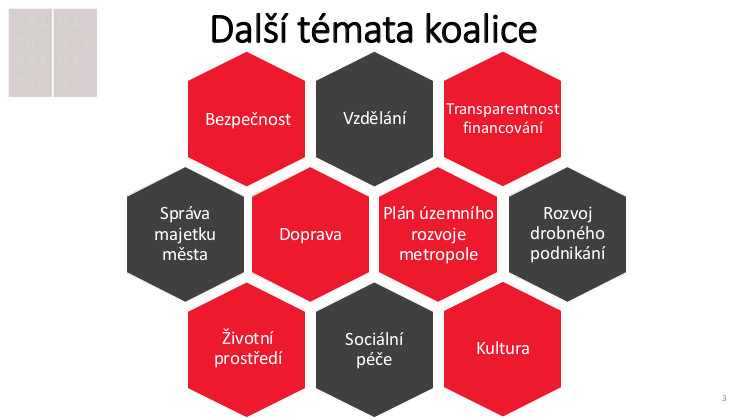 Další témata koalice
Bezpečnost
Vzdělání
Transparentnost
financování
Správa
majetku
města
Doprava
Plán územního
rozvoje
metropole
Rozvoj
drobného
podnikání
Životní
prostředí
Sociální
péče
Kultura
3